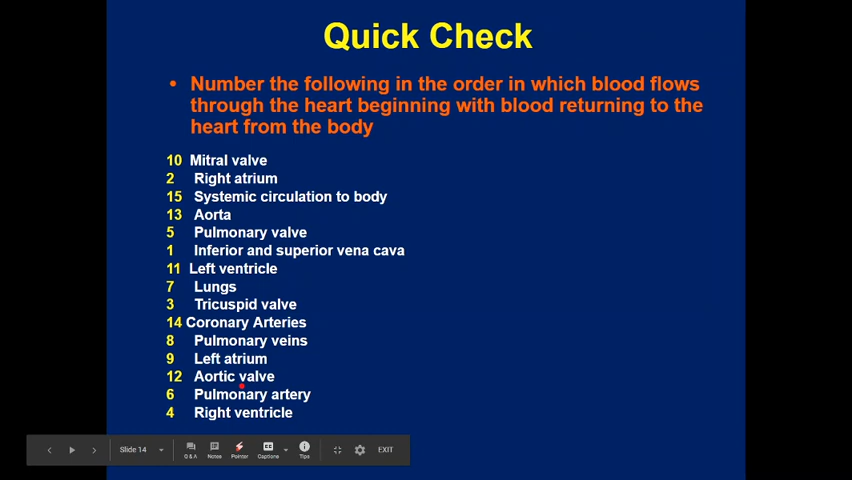 Quick Check
• Number the following in the order in which blood flows
through the heart beginning with blood returning to the
heart from the body
10 Mitral valve
2 Right atrium
15 Systemic circulation to body
13 Aorta
5 Pulmonary valve
1 Inferior and superior vena cava
11 Left ventricle
7 Lungs
3 Tricuspid valve
14 Coronary Arteries
8 Pulmonary veins
9 Left atrium
12 Aortic valve
6 Pulmonary artery
4 Right ventricle
Slide 14 Q & A Notes Pointer Captions Tips EXIT